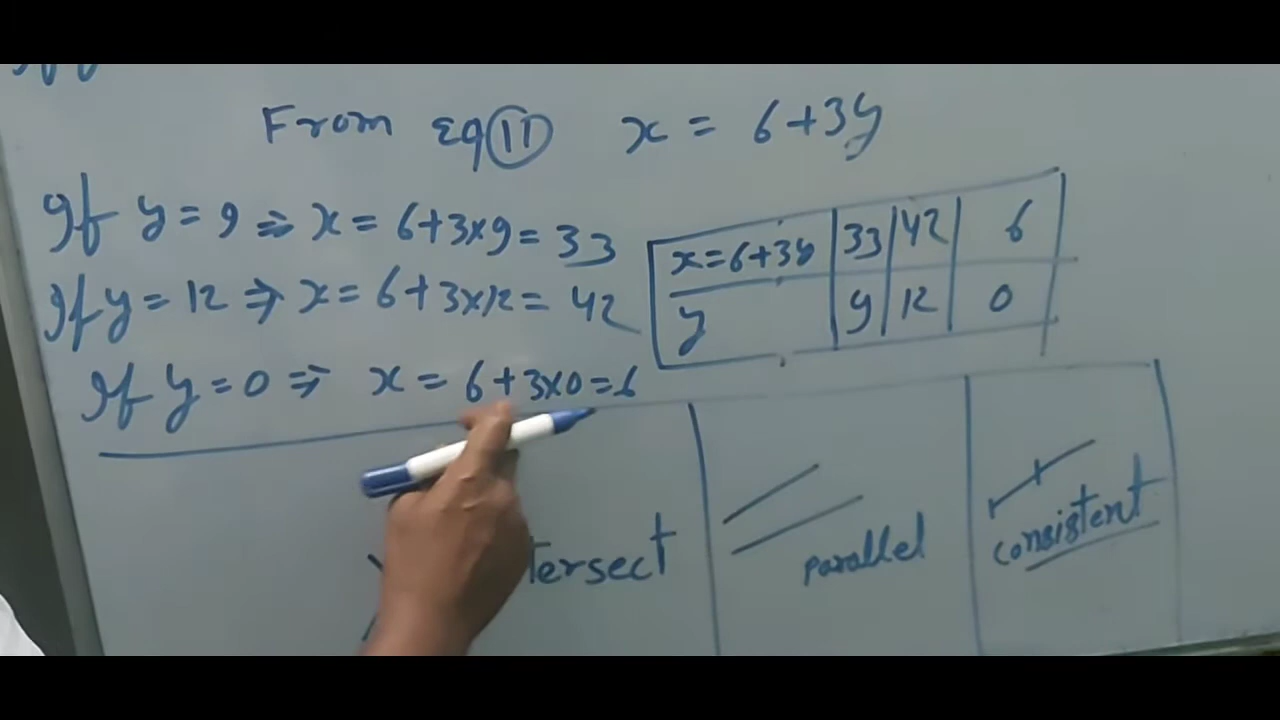 From Eq (11) x = 6+3y
If y = 9 ⇒ x = 6+3×9 = 33
If y = 12 ⇒ x = 6+3×12 = 42
If y = 0 ⇒ x = 6+3×0 = 6
x=6+3y 33 42 6
y 9 12 0
tersect
parallel
consistent